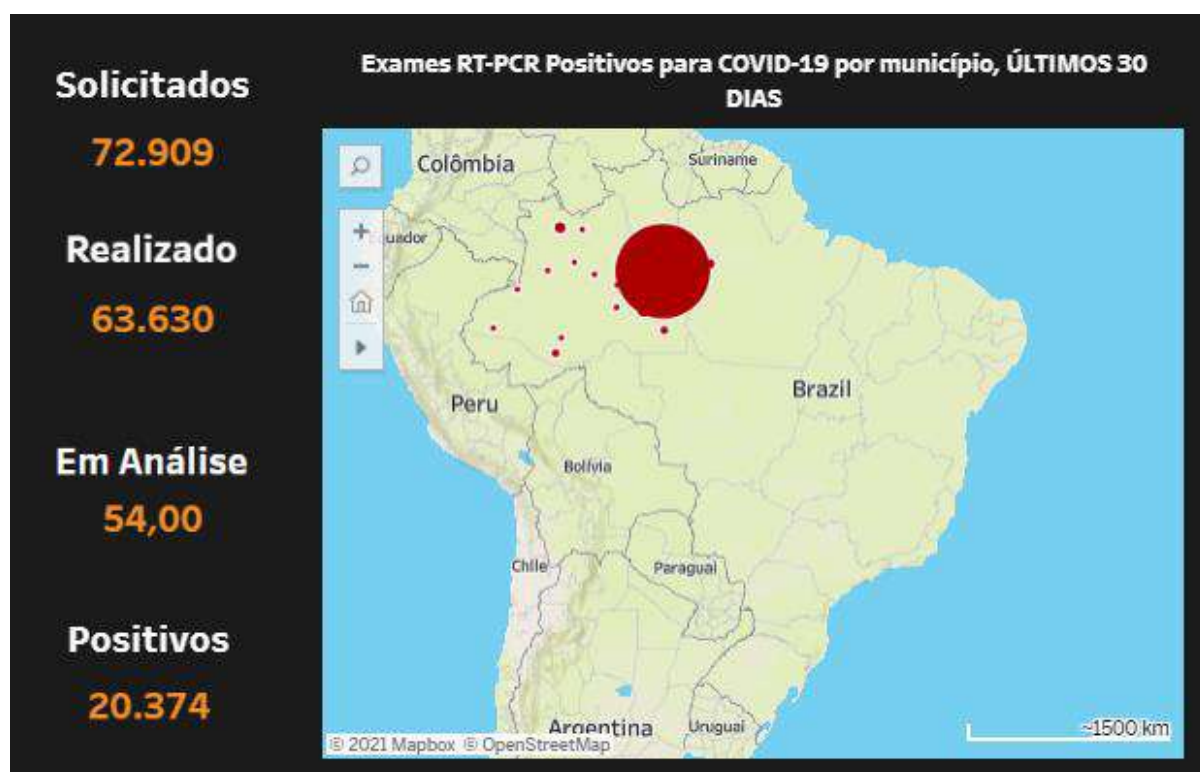 Solicitados
72.909
Realizado
63.630
Em Análise
54,00
Positivos
20.374
Exames RT-PCR Positivos para COVID-19 por município, ÚLTIMOS 30
DIAS
Colômbia
Suriname
uador
Peru
Brazil
Bolívia
Chile
Paraguai
Argentina
Uruguai
© 2021 Mapbox © OpenStreetMap
~1500 km